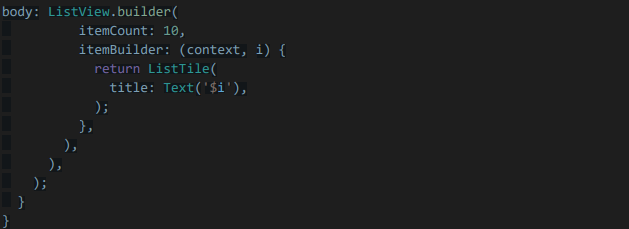 body: ListView.builder(
itemCount: 10,
itemBuilder: (context, i) {
return ListTile(
title: Text('$i'),
);
},
),
),
);
}
}